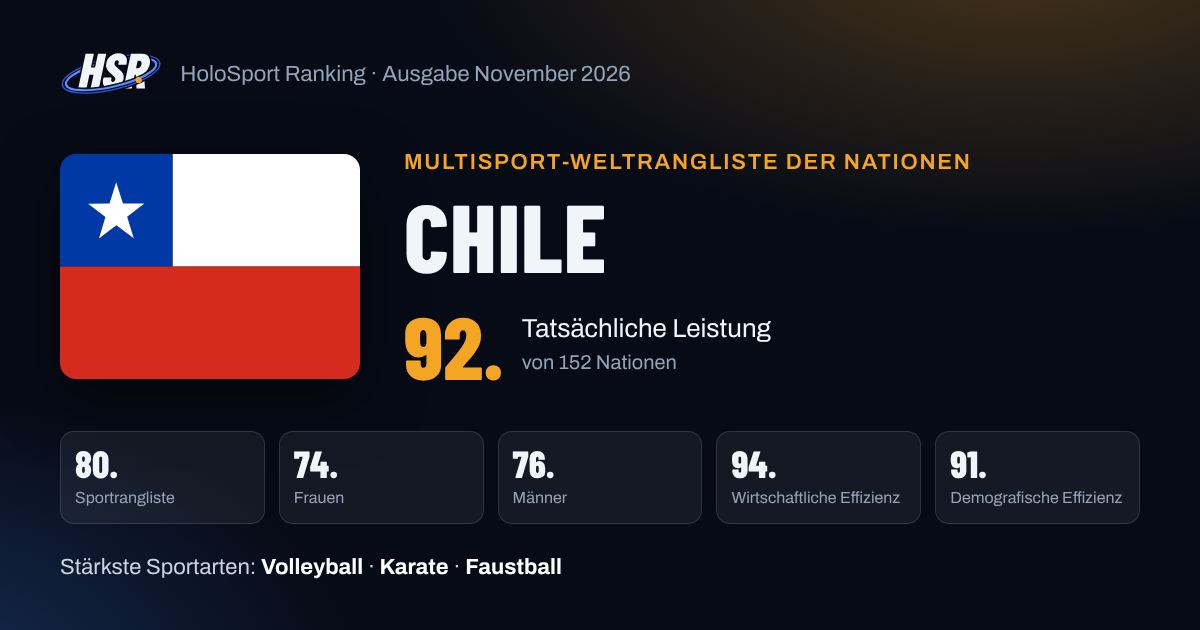 HSR
HoloSport Ranking · Ausgabe November 2026
MULTISPORT-WELTRANGLISTE DER NATIONEN
CHILE
92.
Tatsächliche Leistung
von 152 Nationen
80.
Sportrangliste
74.
Frauen
76.
Männer
94.
Wirtschaftliche Effizienz
91.
Demografische Effizienz
Stärkste Sportarten: Volleyball · Karate · Faustball